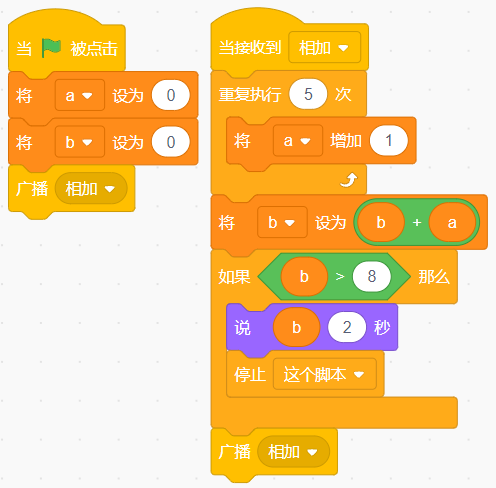 当 被点击
将 a 设为 0
将 b 设为 0
广播 相加
当接收到 相加
重复执行 5 次
将 a 增加 1
将 b 设为 b + a
如果 b > 8 那么
说 b 2 秒
停止 这个脚本
广播 相加